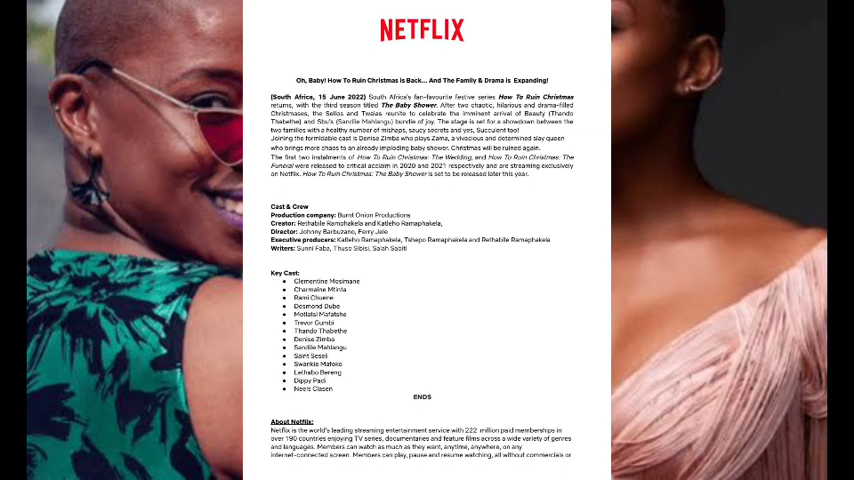 NETFLIX
Oh, Baby! How To Ruin Christmas is Back... And The Family & Drama is Expanding!
(South Africa, 15 June 2022) South Africa's fan-favourite festive series How To Ruin Christmas
returns, with the third season titled The Baby Shower. After two chaotic, hilarious and drama-filled
Christmases, the Sellos and Twalas reunite to celebrate the imminent arrival of Beauty (Thando
Thabethe) and Sbu's (Sandile Mahlangu) bundle of joy. The stage is set for a showdown between the
two families with a healthy number of mishaps, saucy secrets and yes, Succulent too!
Joining the formidable cast is Denise Zimba who plays Zama, a vivacious and determined slay queen
who brings more chaos to an already imploding baby shower. Christmas will be ruined again.
The first two instalments of How To Ruin Christmas: The Wedding, and How To Ruin Christmas: The
Funeral were released to critical acclaim in 2020 and 2021 respectively and are streaming exclusively
on Netflix. How To Ruin Christmas: The Baby Shower is set to be released later this year.
Cast & Crew
Production company: Burnt Onion Productions
Creator: Rethabile Ramphakela and Katleho Ramaphakela,
Director: Johnny Barbuzano, Ferry Jele
Executive producers: Katleho Ramaphakela, Tshepo Ramaphakela and Rethabile Ramaphakela
Writers: Sunni Faba, Thuso Sibisi, Salah Sabiti
Key Cast:
● Clementine Mosimane
● Charmaine Mtinta
● Rami Chuene
● Desmond Dube
● Motlatsi Mafatshe
● Trevor Gumbi
● Thando Thabethe
● Denise Zimba
● Sandile Mahlangu
● Saint Seseli
● Swankie Mafoko
● Lethabo Bereng
● Dippy Padi
● Neels Clasen
ENDS
About Netflix:
Netflix is the world's leading streaming entertainment service with 222 million paid memberships in
over 190 countries enjoying TV series, documentaries and feature films across a wide variety of genres
and languages. Members can watch as much as they want, anytime, anywhere, on any
internet-connected screen. Members can play, pause and resume watching, all without commercials or